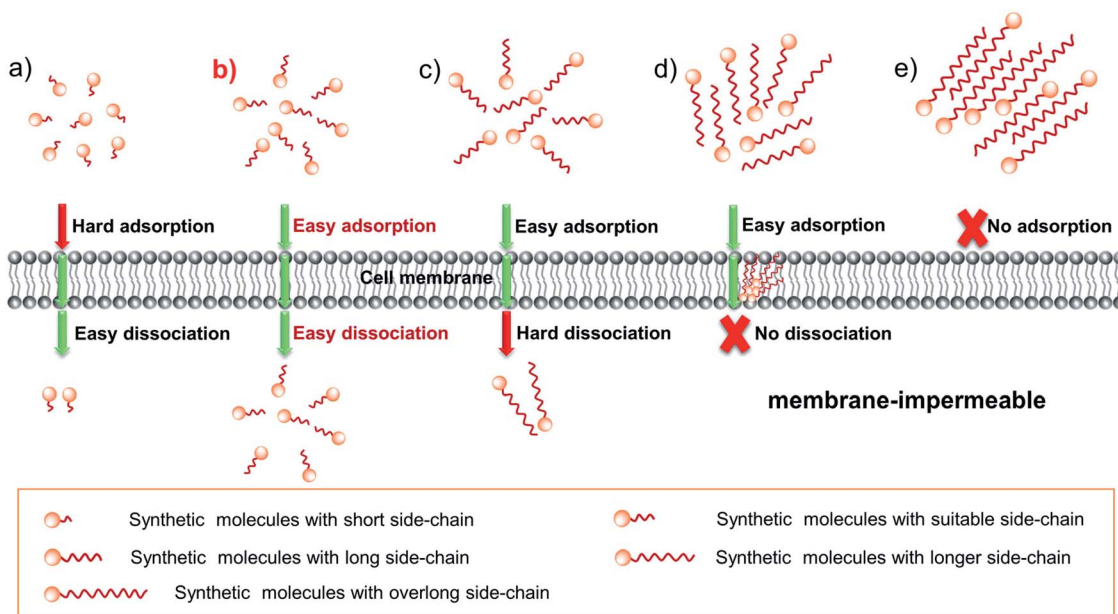 a)
b)
c)
d)
e)
Hard adsorption
Easy adsorption
Easy adsorption
Easy adsorption
No adsorption
Cell membrane
Easy dissociation
Easy dissociation
Hard dissociation
No dissociation
membrane-impermeable
Synthetic molecules with short side-chain
Synthetic molecules with suitable side-chain
Synthetic molecules with long side-chain
Synthetic molecules with longer side-chain
Synthetic molecules with overlong side-chain